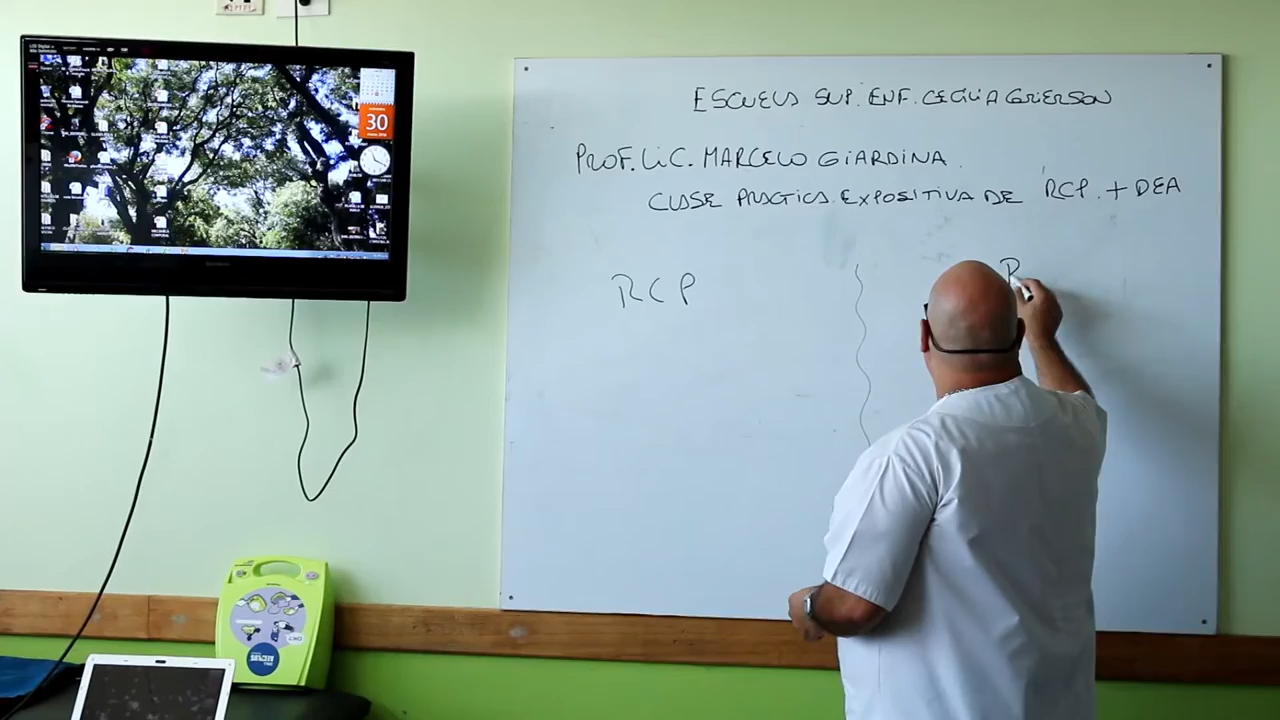 ESCUELA SUP. ENF. CECILIA GRIERSON
PROF. LIC. MARCELO GIARDINA.
CLASE PRACTICA EXPOSITIVA DE RCP. + DEA
RCP
R
30